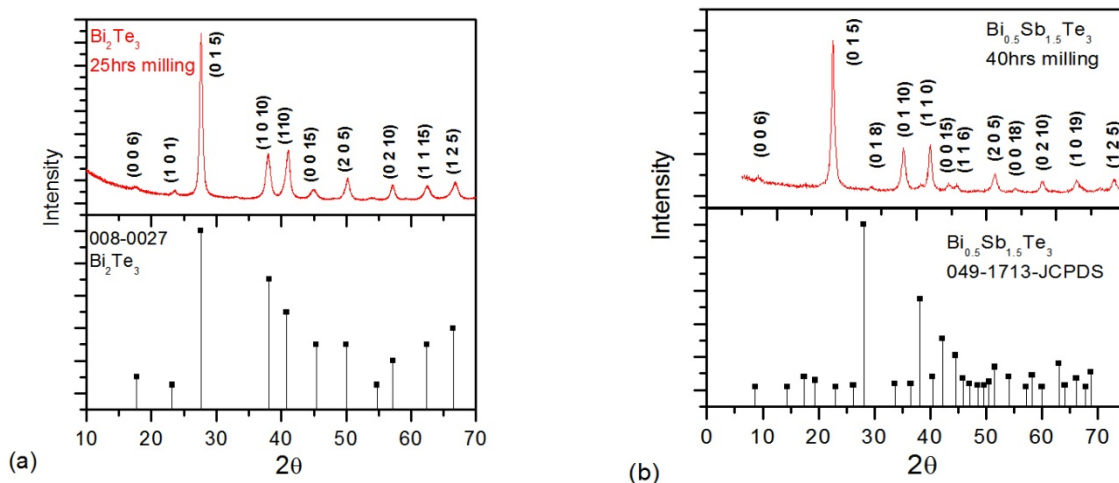 Bi2Te3
25hrs milling
(0 0 6)
(1 0 1)
(0 1 5)
(1 0 10)
(110)
(0 0 15)
(2 0 5)
(0 2 10)
(1 1 15)
(1 2 5)
Intensity
008-0027
Bi2Te3
10 20 30 40 50 60 70
2θ
(a)
Bi0.5Sb1.5Te3
40hrs milling
(0 0 6)
(0 1 5)
(0 1 8)
(0 1 10)
(1 1 0)
(0 0 15)
(1 1 6)
(2 0 5)
(0 0 18)
(0 2 10)
(1 0 19)
(1 2 5)
Intensity
Bi0.5Sb1.5Te3
049-1713-JCPDS
0 10 20 30 40 50 60 70
2θ
(b)